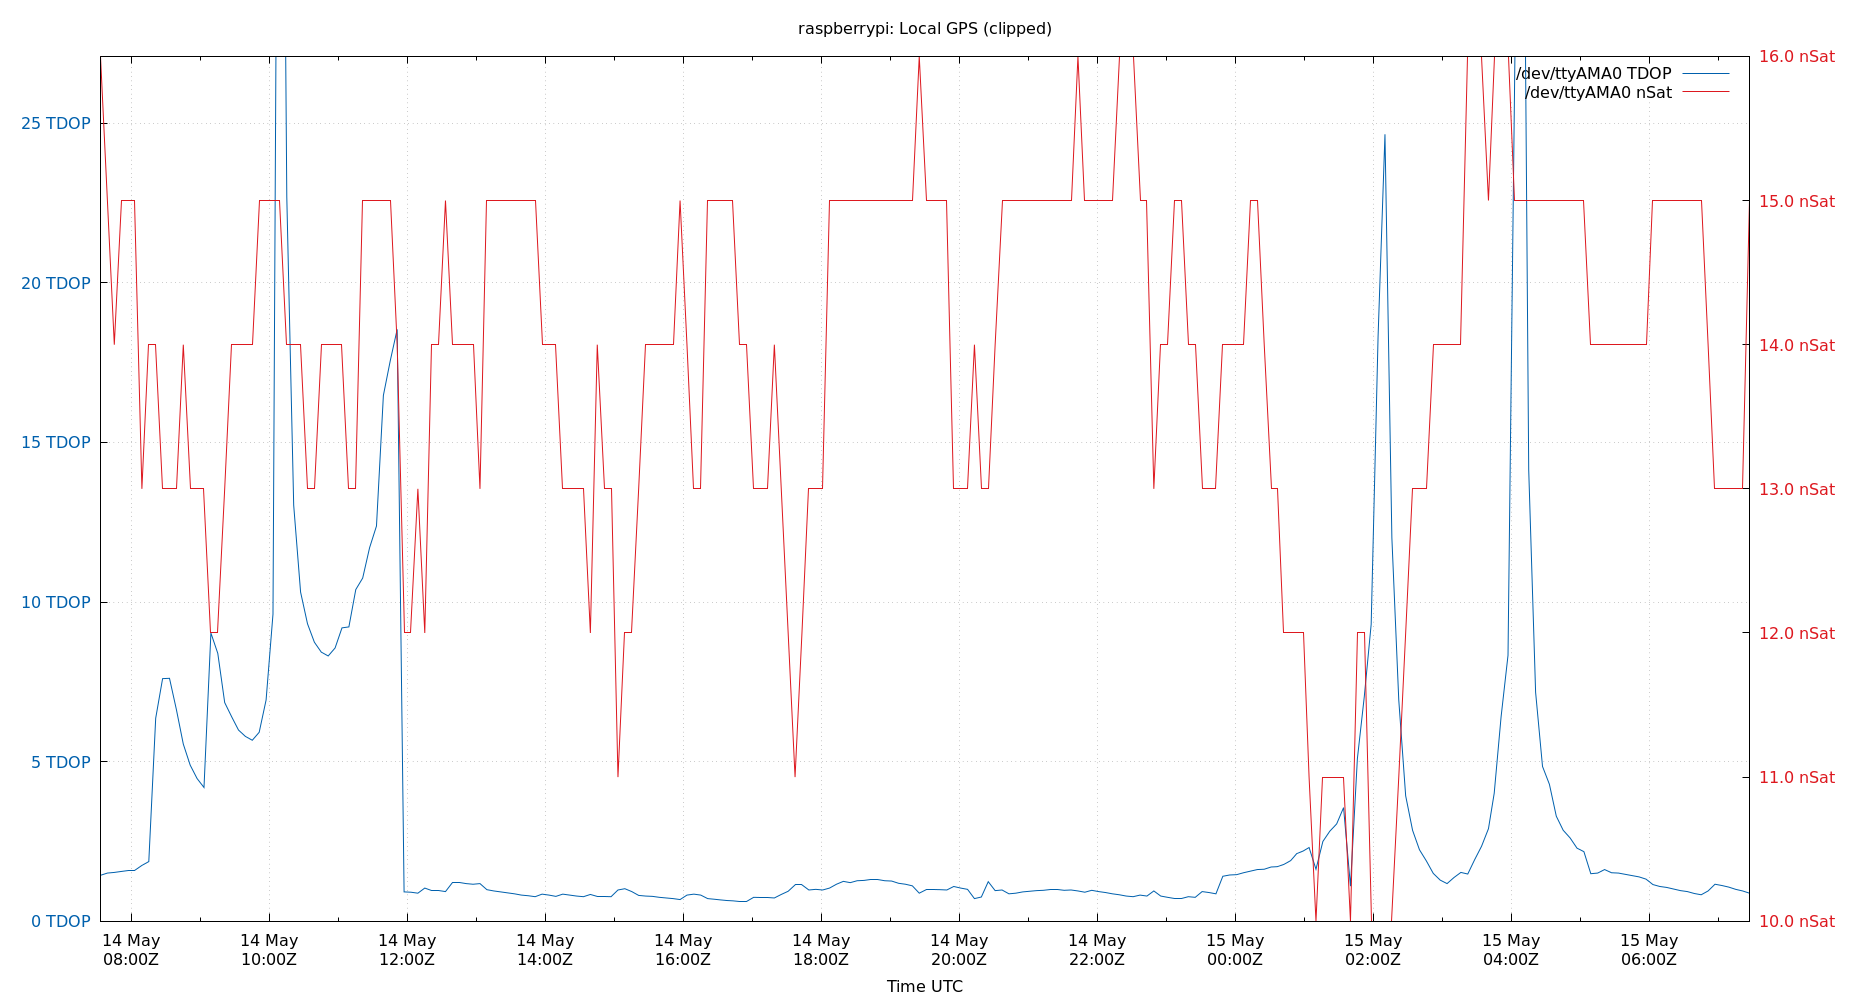 raspberrypi: Local GPS (clipped)
/dev/ttyAMA0 TDOP
/dev/ttyAMA0 nSat
25 TDOP
20 TDOP
15 TDOP
10 TDOP
5 TDOP
0 TDOP
16.0 nSat
15.0 nSat
14.0 nSat
13.0 nSat
12.0 nSat
11.0 nSat
10.0 nSat
14 May
08:00Z
14 May
10:00Z
14 May
12:00Z
14 May
14:00Z
14 May
16:00Z
14 May
18:00Z
14 May
20:00Z
14 May
22:00Z
15 May
00:00Z
15 May
02:00Z
15 May
04:00Z
15 May
06:00Z
Time UTC